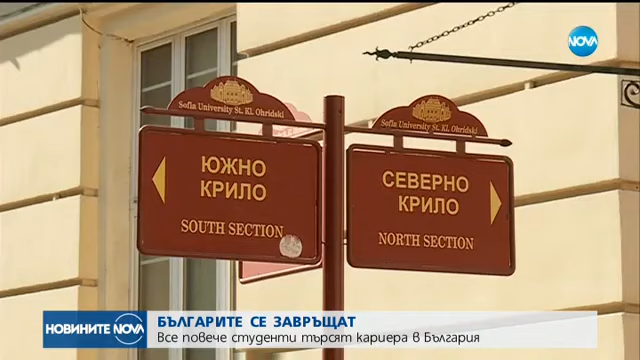 NOVA
Sofia University St. Kl. Ohridski
ЮЖНО
КРИЛО
SOUTH SECTION
Sofia University St. Kl. Ohridski
СЕВЕРНО
КРИЛО
NORTH SECTION
НОВИНИТЕ NOVA
БЪЛГАРИТЕ СЕ ЗАВРЪЩАТ
Все повече студенти търсят кариера в България